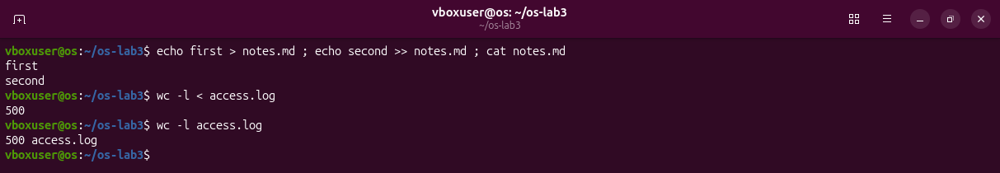 vboxuser@os: ~/os-lab3
~/os-lab3
vboxuser@os:~/os-lab3$ echo first > notes.md ; echo second >> notes.md ; cat notes.md
first
second
vboxuser@os:~/os-lab3$ wc -l < access.log
500
vboxuser@os:~/os-lab3$ wc -l access.log
500 access.log
vboxuser@os:~/os-lab3$